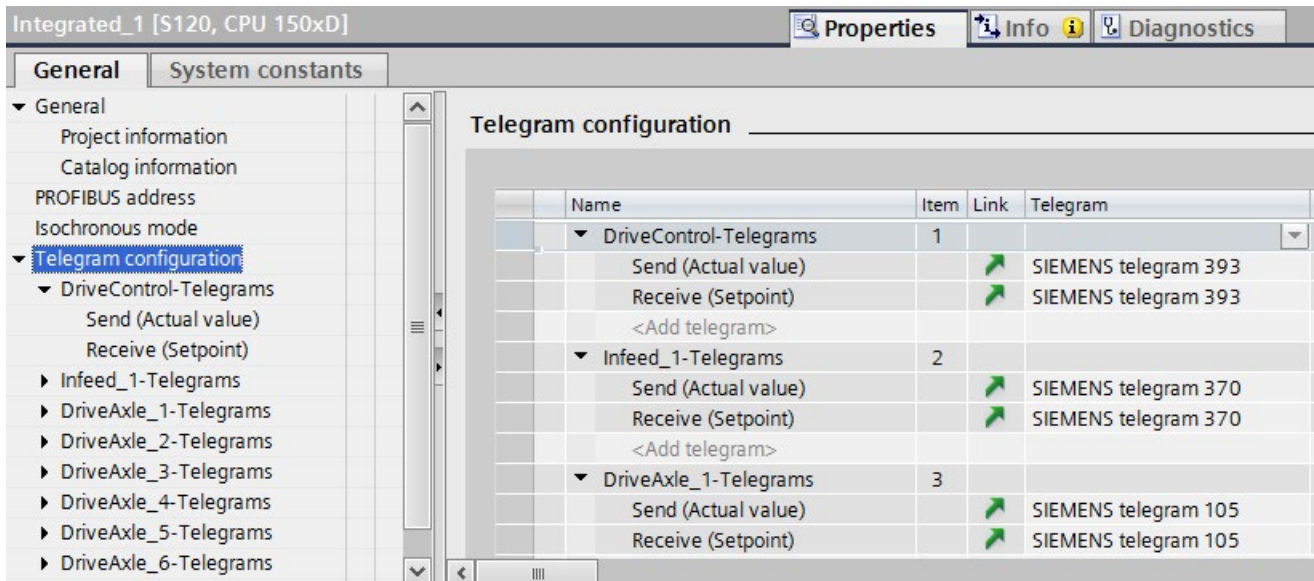 Integrated_1 [S120, CPU 150xD]
Properties
Info
Diagnostics
General
System constants
General
Project information
Catalog information
PROFIBUS address
Isochronous mode
Telegram configuration
DriveControl-Telegrams
Send (Actual value)
Receive (Setpoint)
Infeed_1-Telegrams
DriveAxle_1-Telegrams
DriveAxle_2-Telegrams
DriveAxle_3-Telegrams
DriveAxle_4-Telegrams
DriveAxle_5-Telegrams
DriveAxle_6-Telegrams
Telegram configuration
Name Item Link Telegram
DriveControl-Telegrams 1
Send (Actual value) SIEMENS telegram 393
Receive (Setpoint) SIEMENS telegram 393
<Add telegram>
Infeed_1-Telegrams 2
Send (Actual value) SIEMENS telegram 370
Receive (Setpoint) SIEMENS telegram 370
<Add telegram>
DriveAxle_1-Telegrams 3
Send (Actual value) SIEMENS telegram 105
Receive (Setpoint) SIEMENS telegram 105